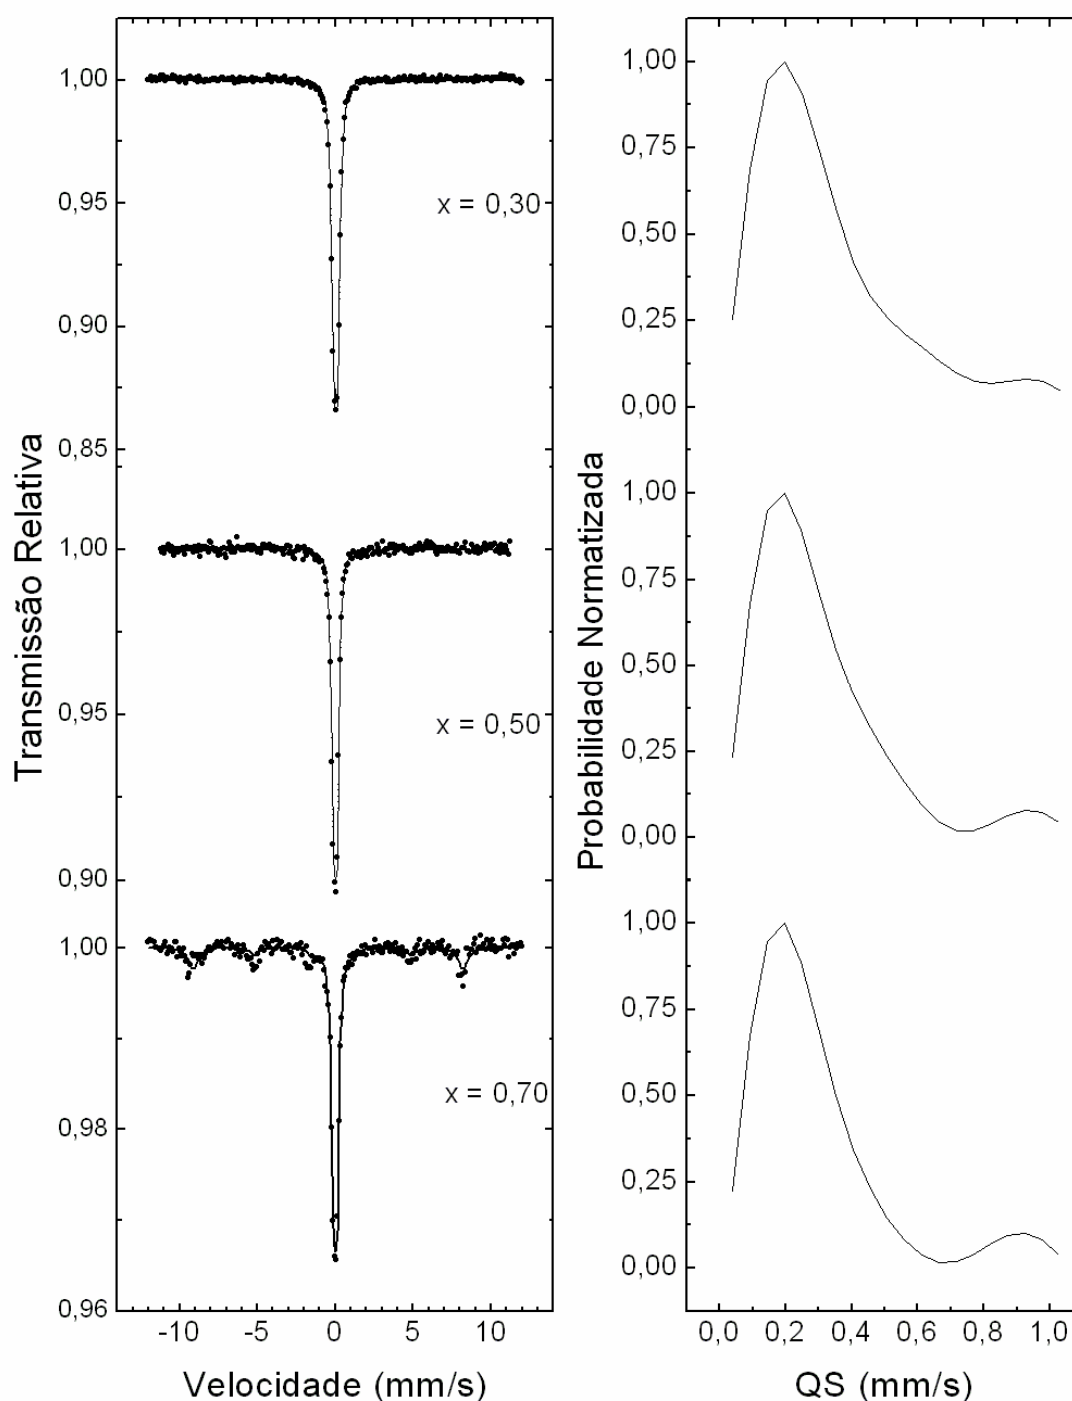 Transmissão Relativa
1,00
0,95
x = 0,30
0,90
0,85
1,00
0,95
x = 0,50
0,90
1,00
x = 0,70
0,98
0,96
-10 -5 0 5 10
Velocidade (mm/s)
Probabilidade Normatizada
1,00
0,75
0,50
0,25
0,00
1,00
0,75
0,50
0,25
0,00
1,00
0,75
0,50
0,25
0,00
0,0 0,2 0,4 0,6 0,8 1,0
QS (mm/s)